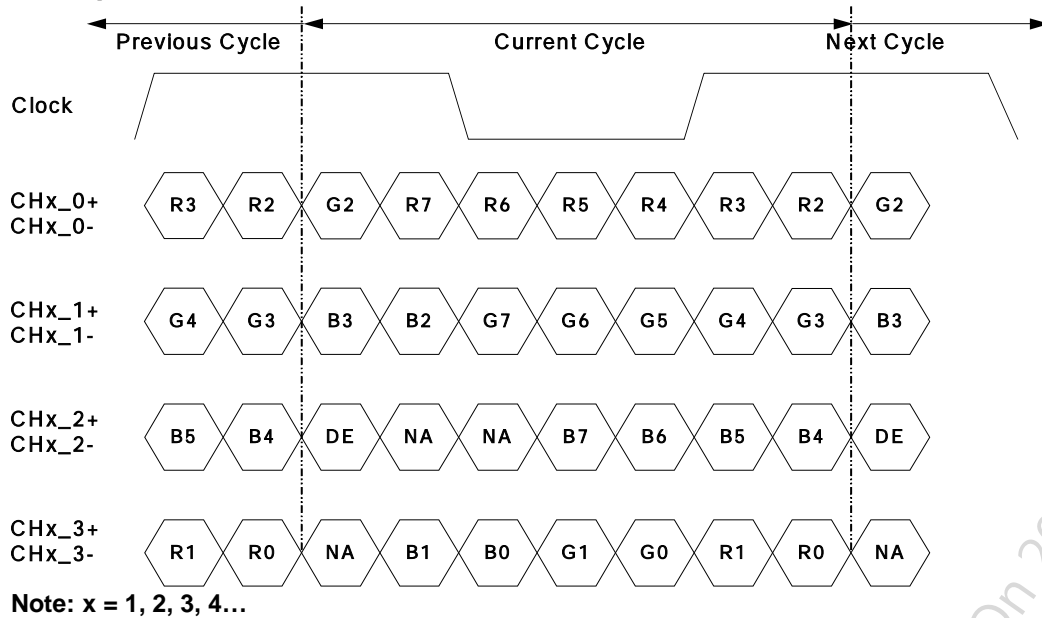 Previous Cycle Current Cycle Next Cycle
Clock
CHx_0+
CHx_0-
R3 R2 G2 R7 R6 R5 R4 R3 R2 G2
CHx_1+
CHx_1-
G4 G3 B3 B2 G7 G6 G5 G4 G3 B3
CHx_2+
CHx_2-
B5 B4 DE NA NA B7 B6 B5 B4 DE
CHx_3+
CHx_3-
R1 R0 NA B1 B0 G1 G0 R1 R0 NA
Note: x = 1, 2, 3, 4…